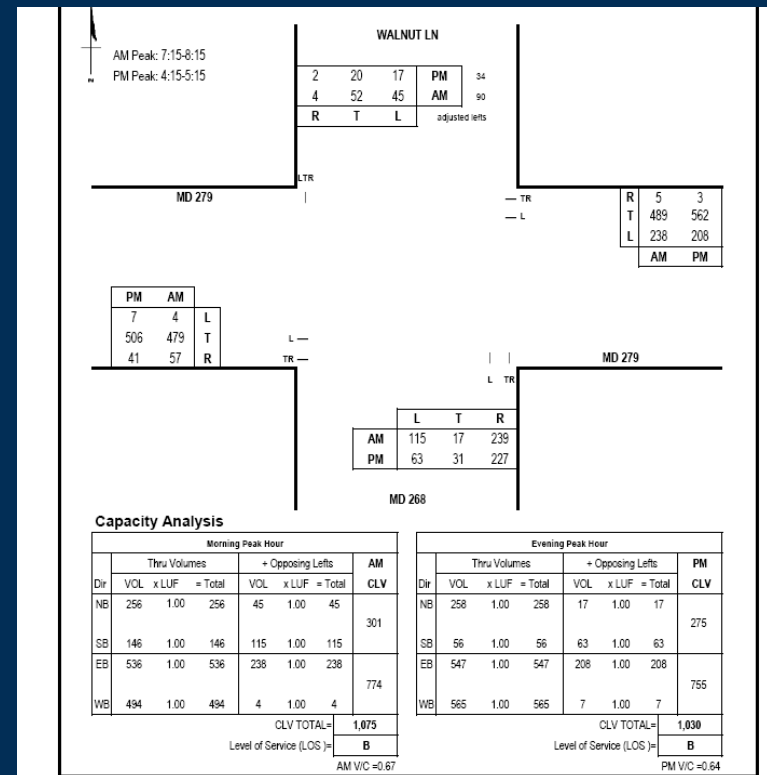 WALNUT LN
AM Peak: 7:15-8:15
PM Peak: 4:15-5:15
N
2 20 17 PM 34
4 52 45 AM 90
R T L adjusted lefts
LTR
MD 279
TR
L
R 5 3
T 489 562
L 238 208
AM PM
PM AM
7 4 L
506 479 T
41 57 R
L
TR
MD 279
L TR
L T R
AM 115 17 239
PM 63 31 227
MD 268
Capacity Analysis
Morning Peak Hour
Thru Volumes + Opposing Lefts AM
Dir VOL x LUF = Total VOL x LUF = Total CLV
NB 256 1.00 256 45 1.00 45
301
SB 146 1.00 146 115 1.00 115
EB 536 1.00 536 238 1.00 238
774
WB 494 1.00 494 4 1.00 4
CLV TOTAL= 1,075
Level of Service (LOS )= B
AM V/C =0.67
Evening Peak Hour
Thru Volumes + Opposing Lefts PM
Dir VOL x LUF = Total VOL x LUF = Total CLV
NB 258 1.00 258 17 1.00 17
275
SB 56 1.00 56 63 1.00 63
EB 547 1.00 547 208 1.00 208
755
WB 565 1.00 565 7 1.00 7
CLV TOTAL= 1,030
Level of Service (LOS )= B
PM V/C =0.64